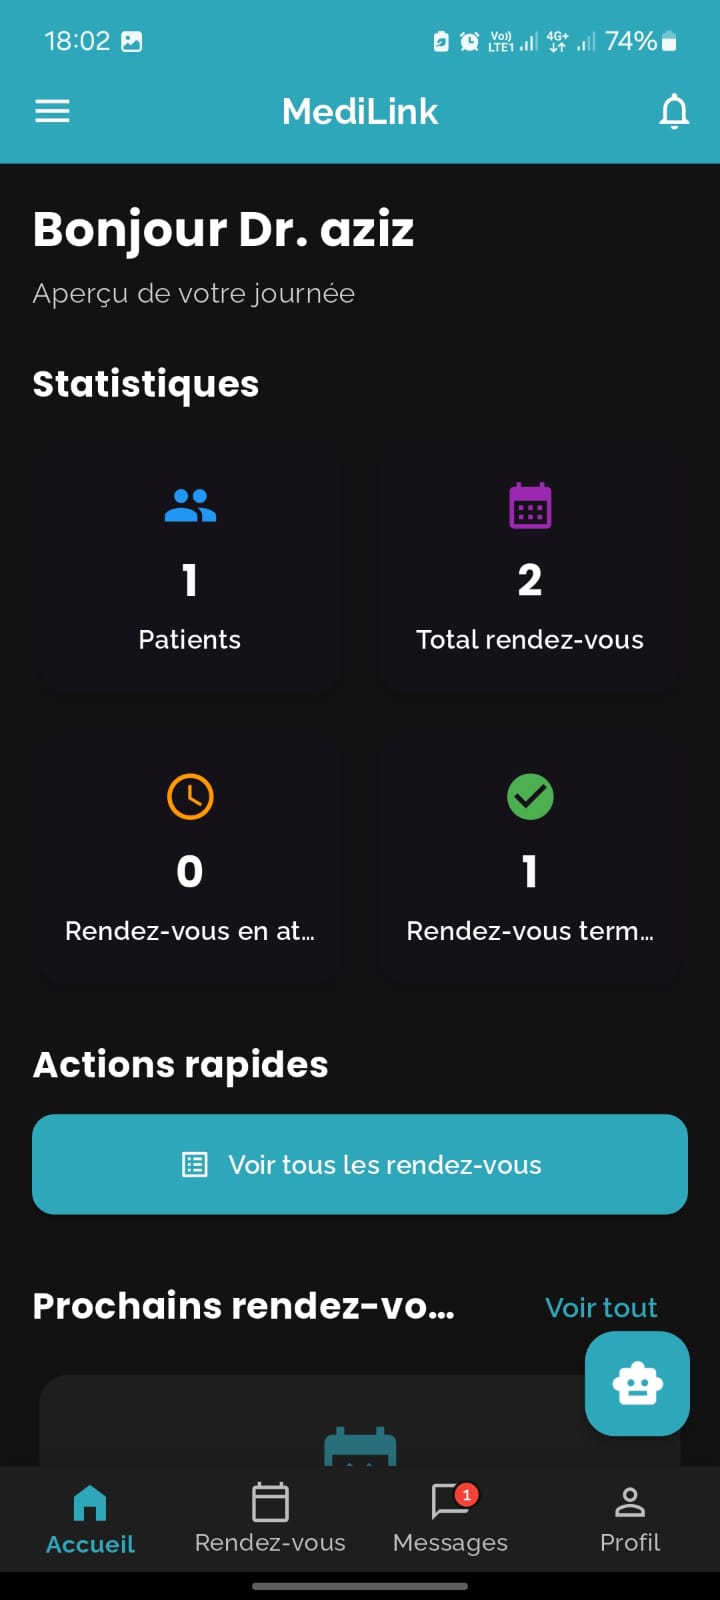 18:02 Vo)) LTE1 4G+ 74%
MediLink
Bonjour Dr. aziz
Aperçu de votre journée
Statistiques
1
Patients
2
Total rendez-vous
0
Rendez-vous en at...
1
Rendez-vous term...
Actions rapides
Voir tous les rendez-vous
Prochains rendez-vo...
Voir tout
Accueil
Rendez-vous
1
Messages
Profil